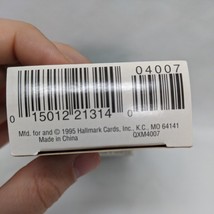 04007
0 15012 21314 0
Mfd. for and © 1995 Hallmark Cards, Inc., K.C., MO 64141
Made in China QXM4007